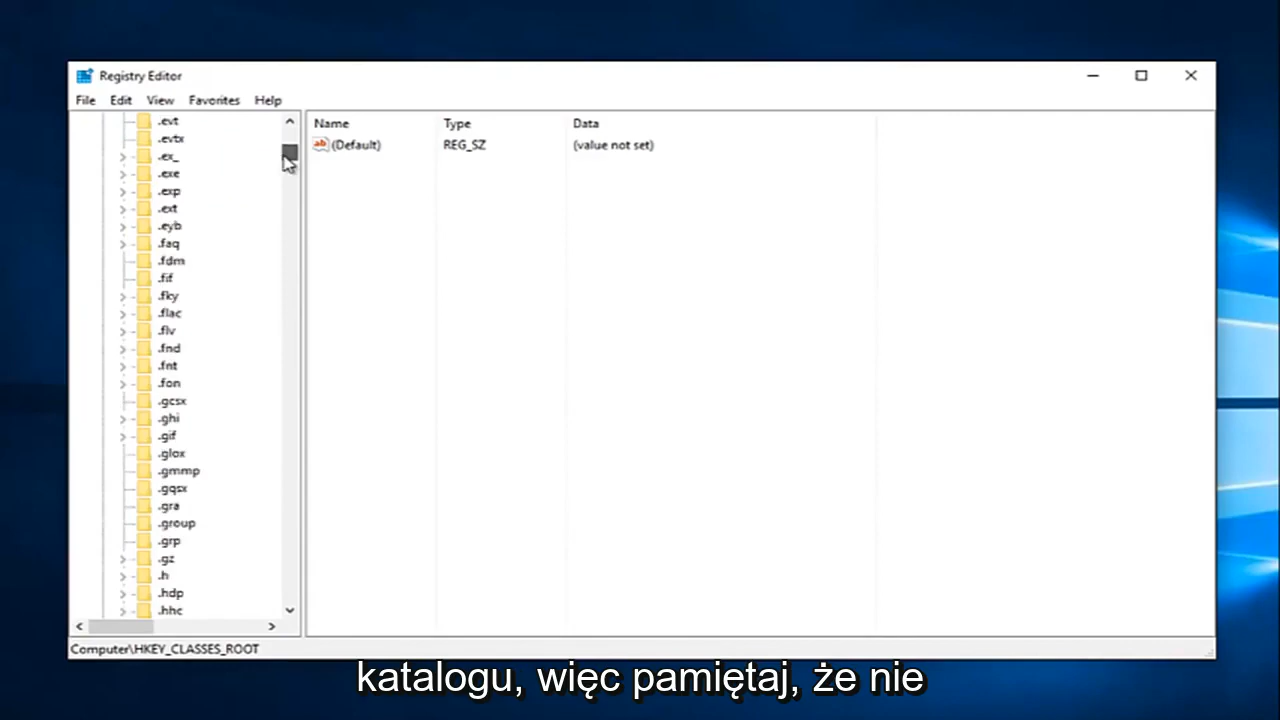 Registry Editor
File Edit View Favorites Help
.evt
.evtx
.ex_
.exe
.exp
.ext
.eyb
.faq
.fdm
.fif
.fky
.flac
.flv
.fnd
.fnt
.fon
.gcsx
.ghi
.gif
.glox
.gmmp
.gqsx
.gra
.group
.grp
.gz
.h
.hdp
.hhc
Name Type Data
ab (Default) REG_SZ (value not set)
Computer\HKEY_CLASSES_ROOT
katalogu, więc pamiętaj, że nie